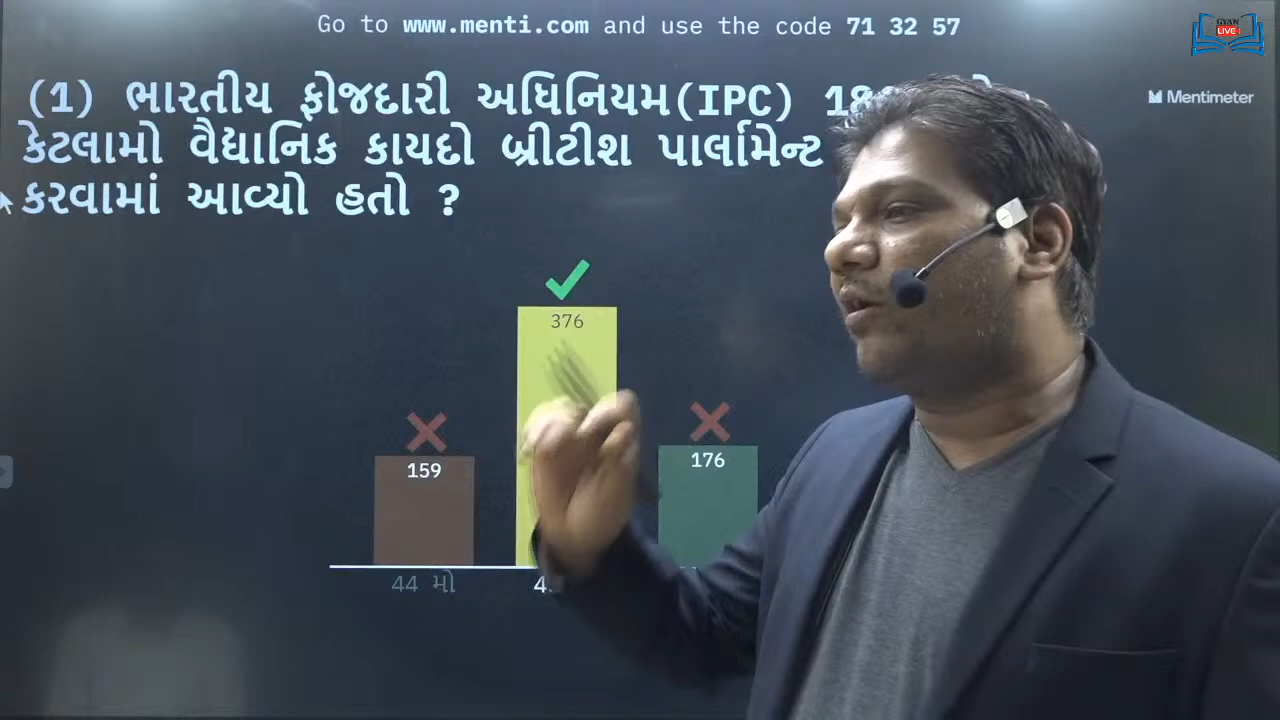 Go to www.menti.com and use the code 71 32 57
GYAN
LIVE
(1) ભારતીય ફોજદારી અધિનિયમ(IPC)
Mentimeter
કેટલામો વૈદ્યાનિક કાયદો બ્રીટીશ પાર્લામેન્ટ
કરવામાં આવ્યો હતો ?
376
159
176
44 મો